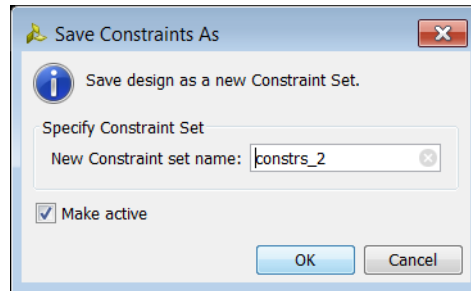 Save Constraints As
Save design as a new Constraint Set.
Specify Constraint Set
New Constraint set name: constrs_2
Make active
OK Cancel